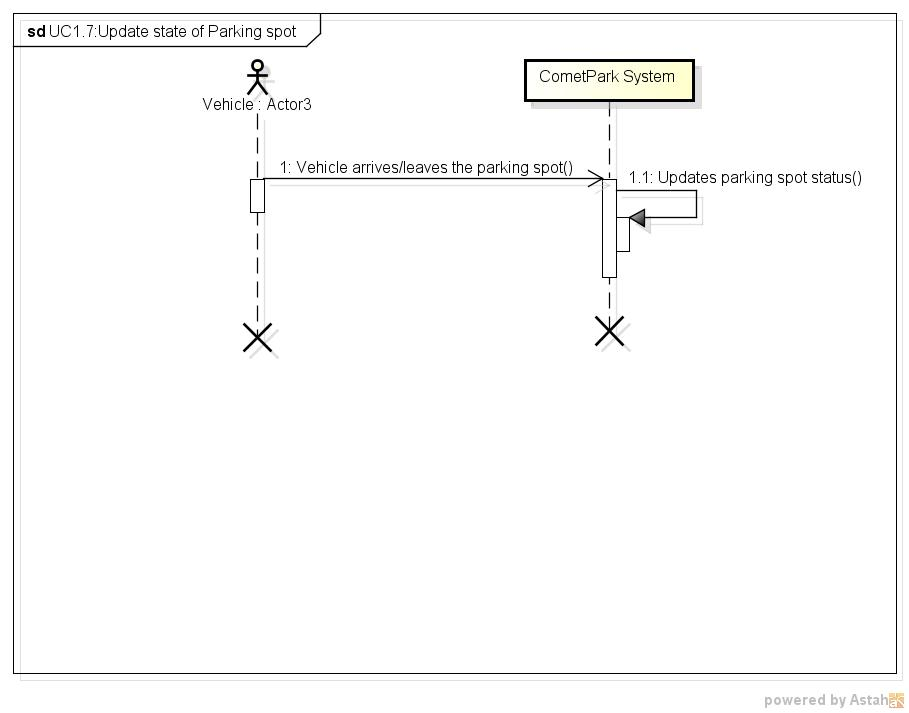 sd UC1.7:Update state of Parking spot
Vehicle : Actor3
CometPark System
1: Vehicle arrives/leaves the parking spot()
1.1: Updates parking spot status()
powered by Astah